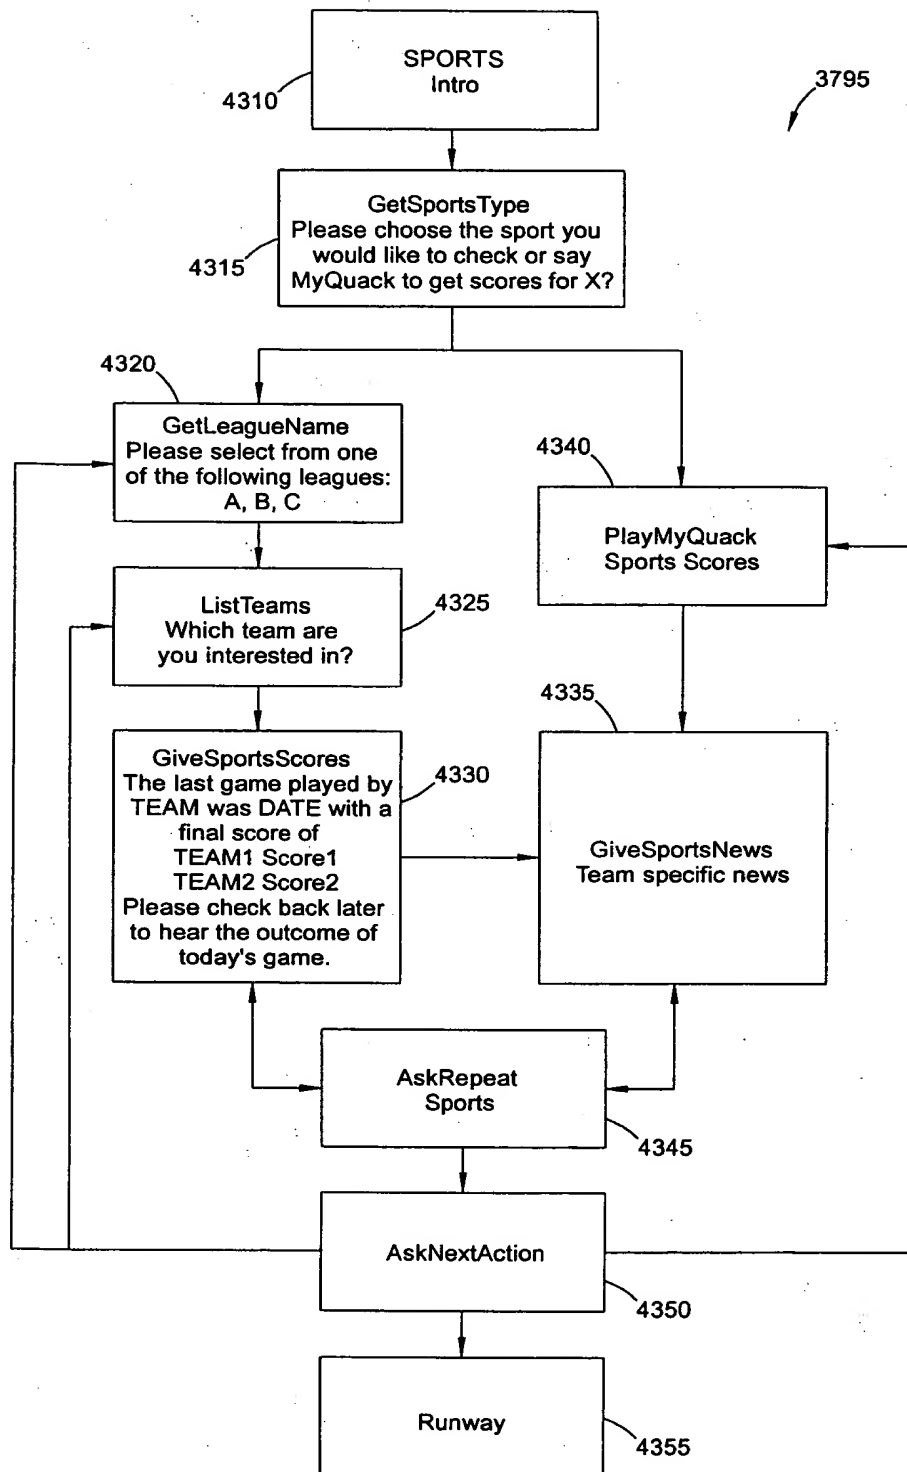 SPORTS
Intro
4310
3795
GetSportsType
Please choose the sport you
would like to check or say
MyQuack to get scores for X?
4315
4320
GetLeagueName
Please select from one
of the following leagues:
A, B, C
4340
PlayMyQuack
Sports Scores
ListTeams
Which team are
you interested in?
4325
4335
GiveSportsScores
The last game played by
TEAM was DATE with a
final score of
TEAM1 Score1
TEAM2 Score2
Please check back later
to hear the outcome of
today's game.
4330
GiveSportsNews
Team specific news
AskRepeat
Sports
4345
AskNextAction
4350
Runway
4355